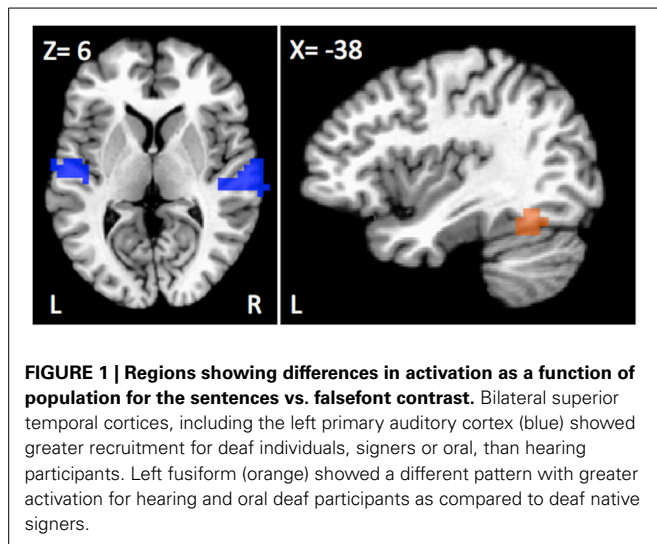 Z= 6
X= -38
L
R
L
FIGURE 1 | Regions showing differences in activation as a function of
population for the sentences vs. falsefont contrast. Bilateral superior
temporal cortices, including the left primary auditory cortex (blue) showed
greater recruitment for deaf individuals, signers or oral, than hearing
participants. Left fusiform (orange) showed a different pattern with greater
activation for hearing and oral deaf participants as compared to deaf native
signers.